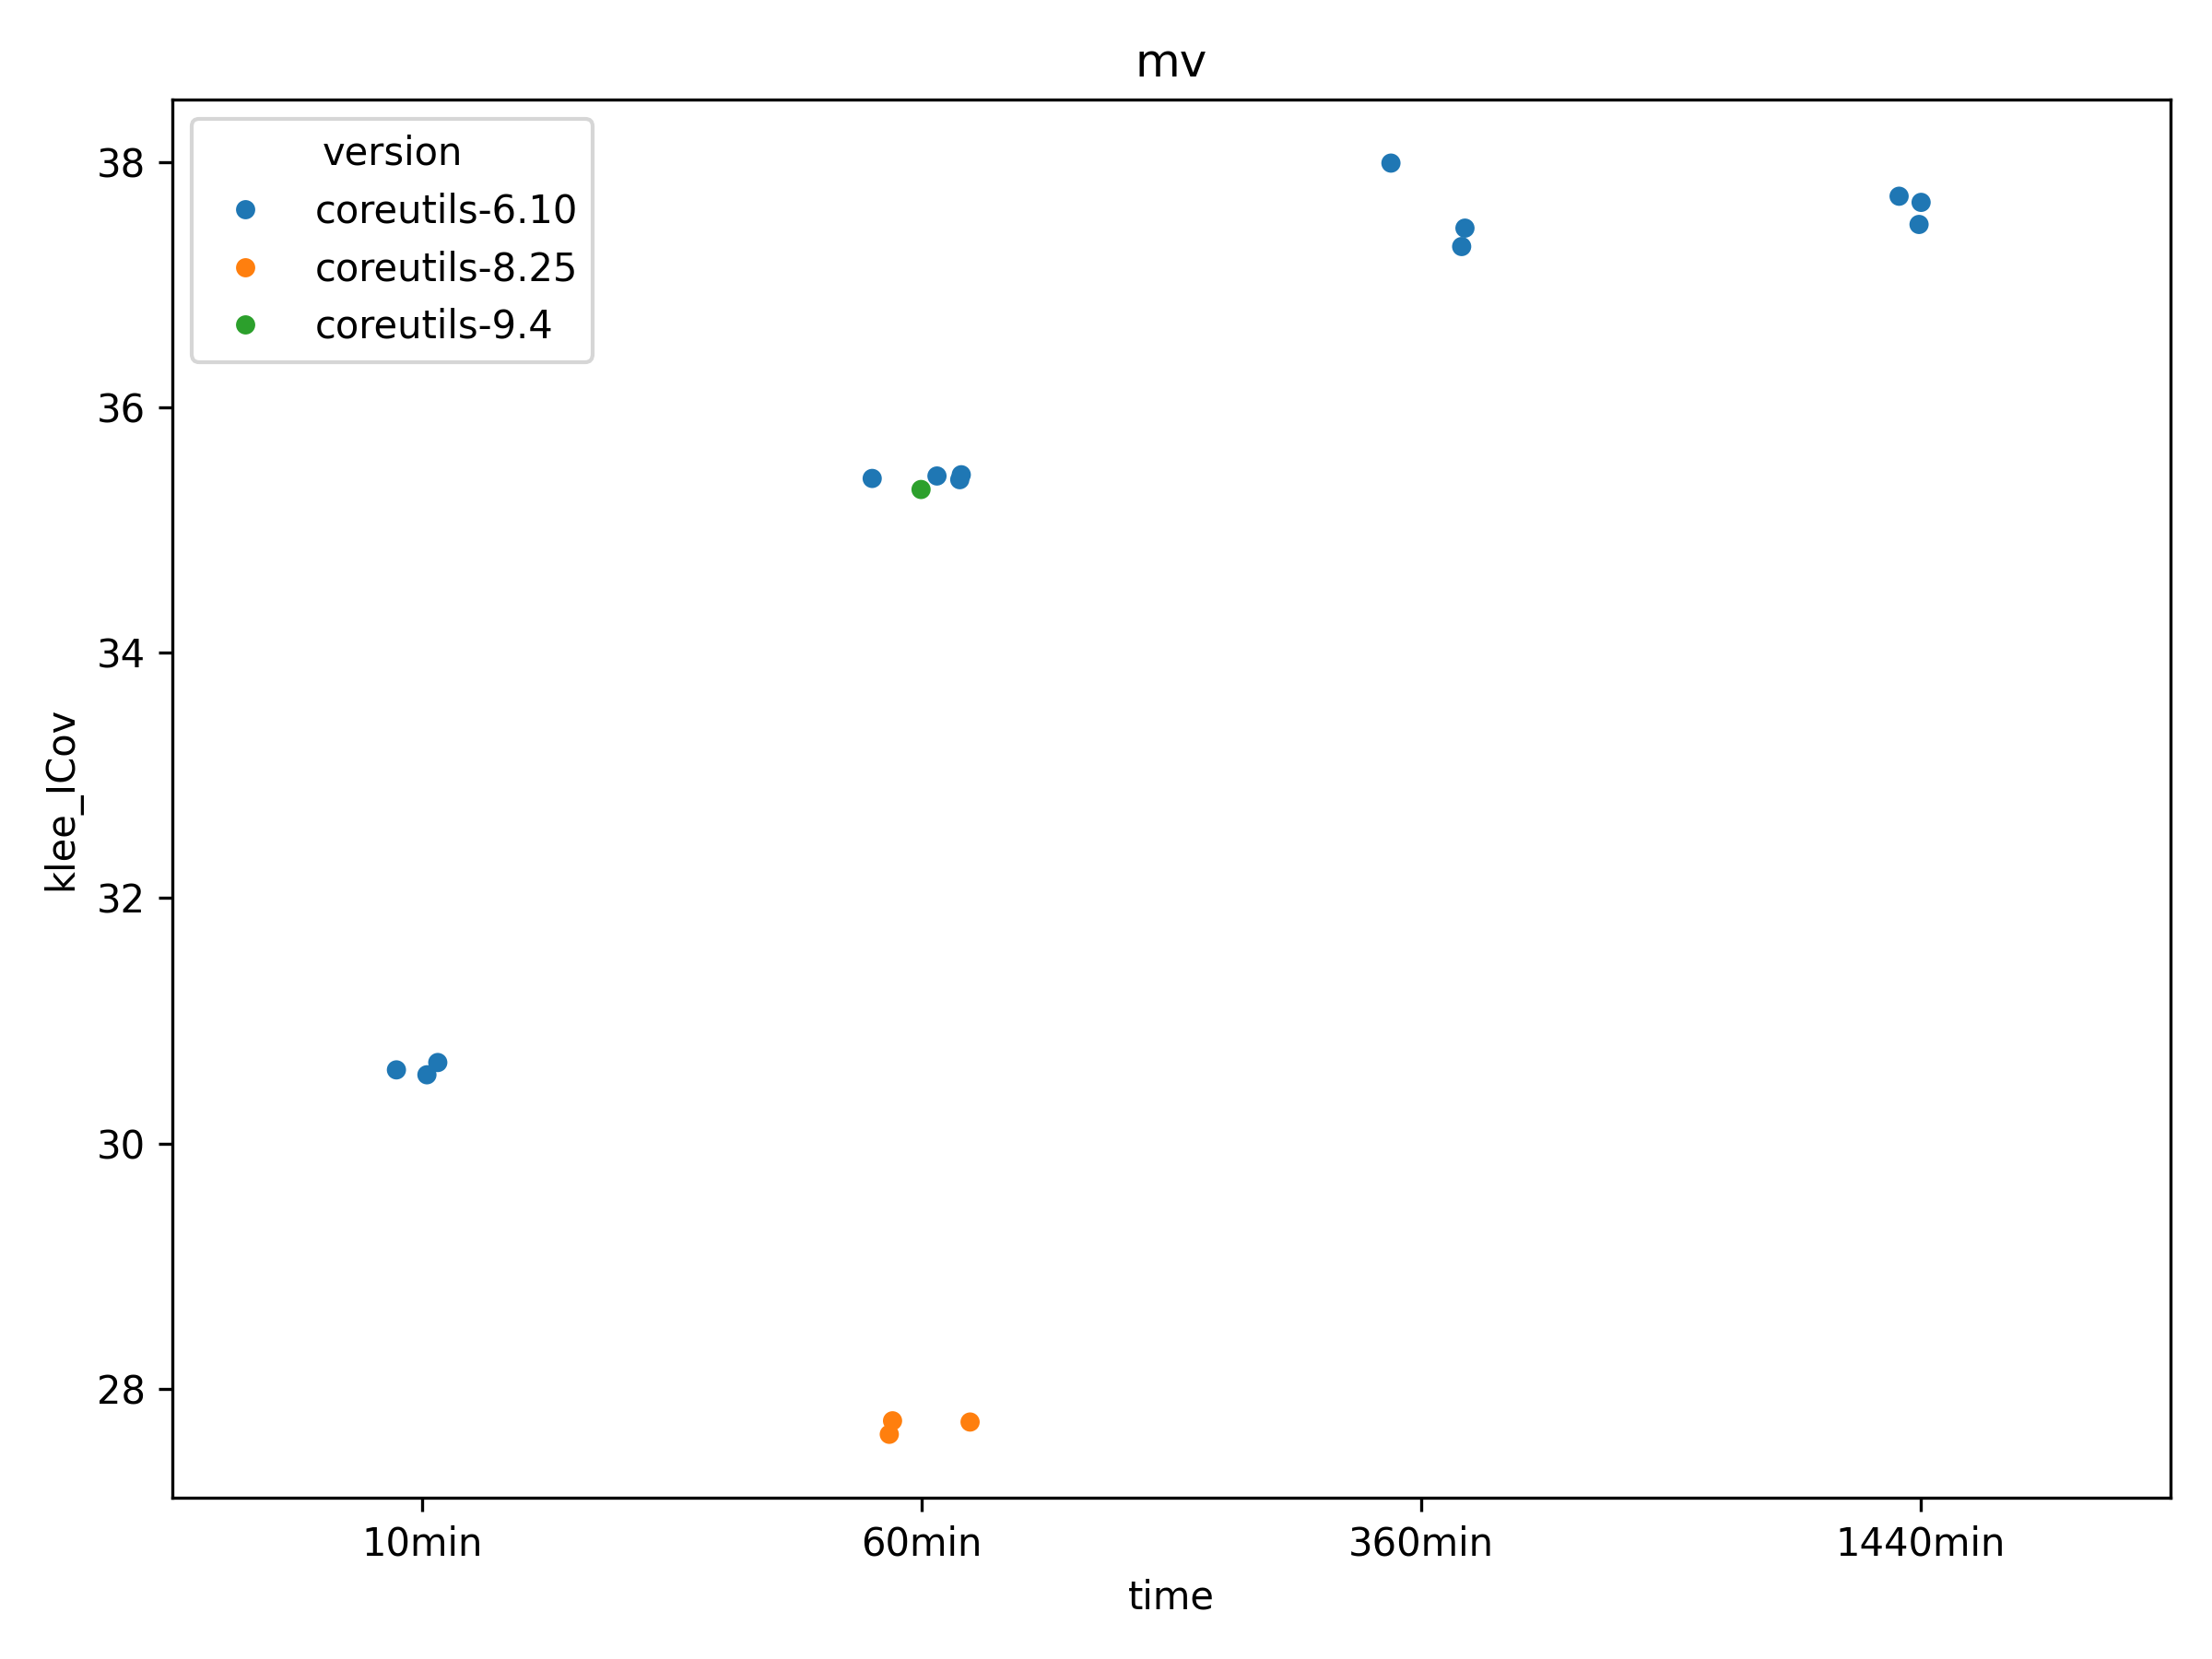 mv
version
coreutils-6.10
coreutils-8.25
coreutils-9.4
38
36
34
32
30
28
klee_ICov
10min 60min 360min 1440min
time